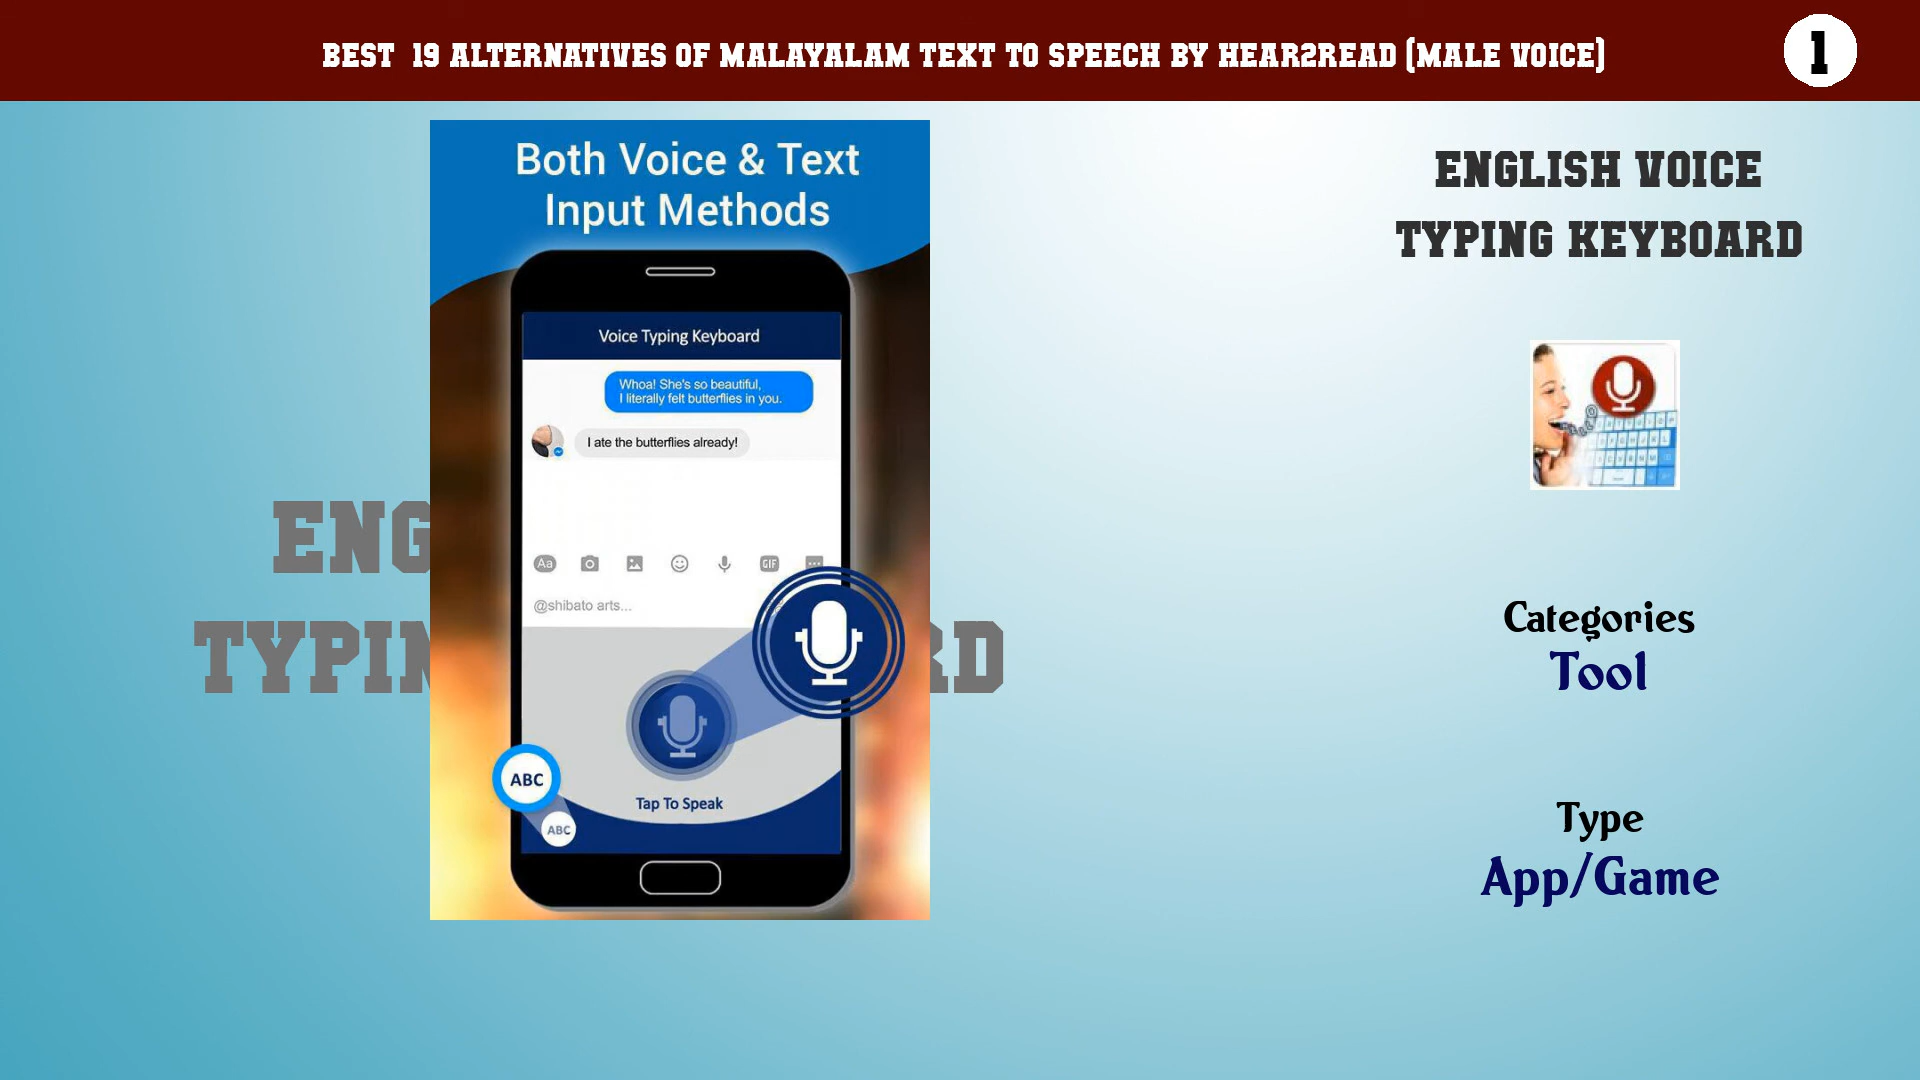 BEST 19 ALTERNATIVES OF MALAYALAM TEXT TO SPEECH BY HEAR2READ (MALE VOICE)
1
Both Voice & Text
Input Methods
Voice Typing Keyboard
Whoa! She's so beautiful,
I literally felt butterflies in you.
I ate the butterflies already!
Aa
GIF
@shibato arts...
ABC
Tap To Speak
ABC
ENG
TYPIN
RD
ENGLISH VOICE
TYPING KEYBOARD
Categories
Tool
Type
App/Game